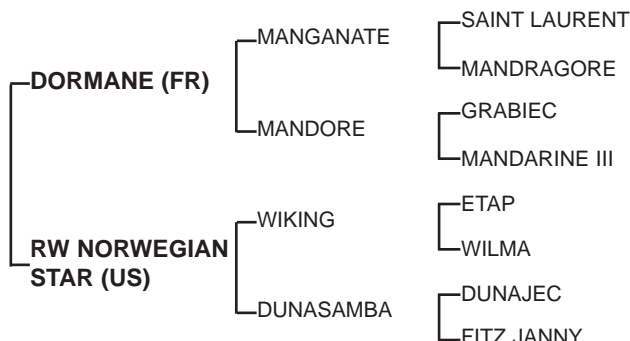 SAINT LAURENT
MANGANATE
MANDRAGORE
DORMANE (FR)
GRABIEC
MANDORE
MANDARINE III
ETAP
WIKING
WILMA
RW NORWEGIAN
STAR (US)
DUNAJEC
DUNASAMBA
FITZ JANNY